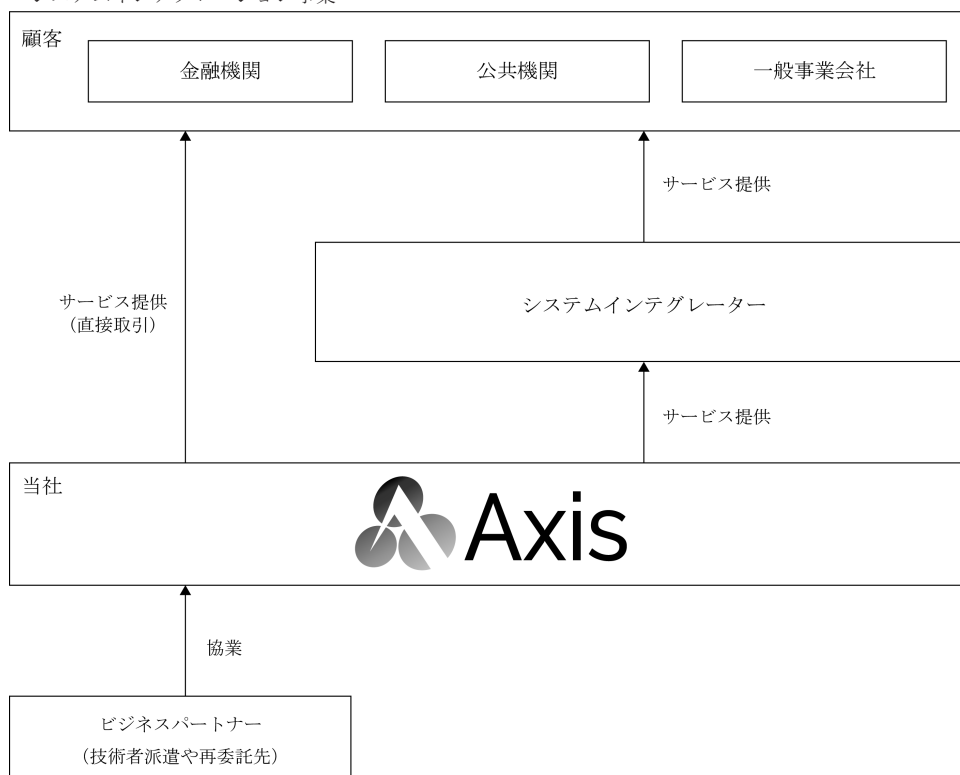 顧客
金融機関
公共機関
一般事業会社
サービス提供
システムインテグレーター
サービス提供
(直接取引)
サービス提供
当社
Axis
協業
ビジネスパートナー
(技術者派遣や再委託先)